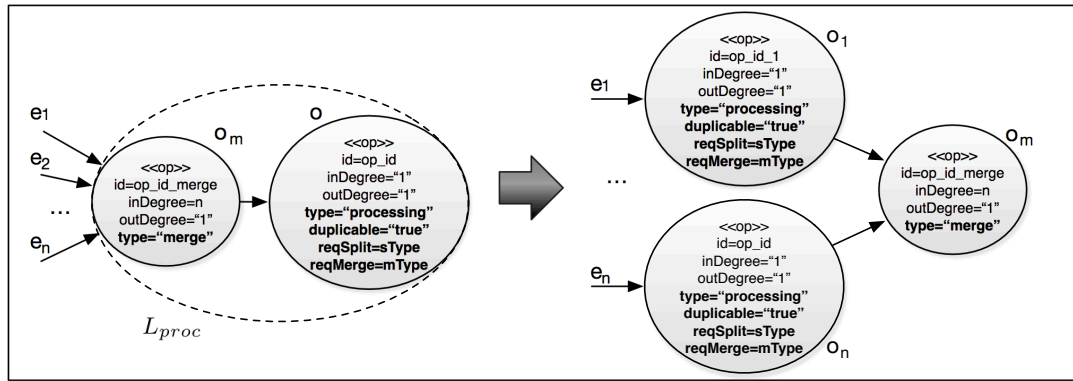 e1
e2
...
en
om
<<op>>
id=op_id_merge
inDegree=n
outDegree="1"
type="merge"
o
<<op>>
id=op_id
inDegree="1"
outDegree="1"
type="processing"
duplicable="true"
reqSplit=sType
reqMerge=mType
Lproc
e1
o1
<<op>>
id=op_id_1
inDegree="1"
outDegree="1"
type="processing"
duplicable="true"
reqSplit=sType
reqMerge=mType
...
en
<<op>>
id=op_id
inDegree="1"
outDegree="1"
type="processing"
duplicable="true"
reqSplit=sType
reqMerge=mType
on
om
<<op>>
id=op_id_merge
inDegree=n
outDegree="1"
type="merge"